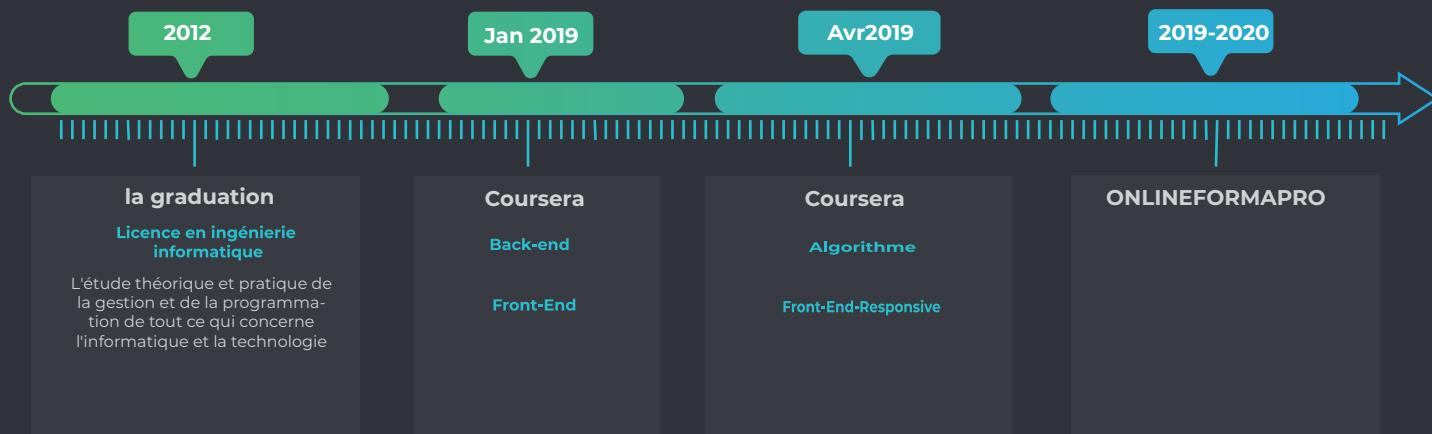 2012
Jan 2019
Avr2019
2019-2020
la graduation
Licence en ingénierie
informatique
L'étude théorique et pratique de
la gestion et de la programma-
tion de tout ce qui concerne
l'informatique et la technologie
Coursera
Back-end
Front-End
Coursera
Algorithme
Front-End-Responsive
ONLINEFORMAPRO